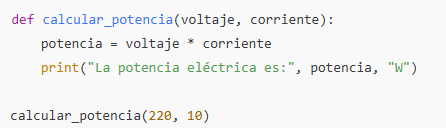 def calcular_potencia(voltaje, corriente):
    potencia = voltaje * corriente
    print("La potencia eléctrica es:", potencia, "W")

calcular_potencia(220, 10)